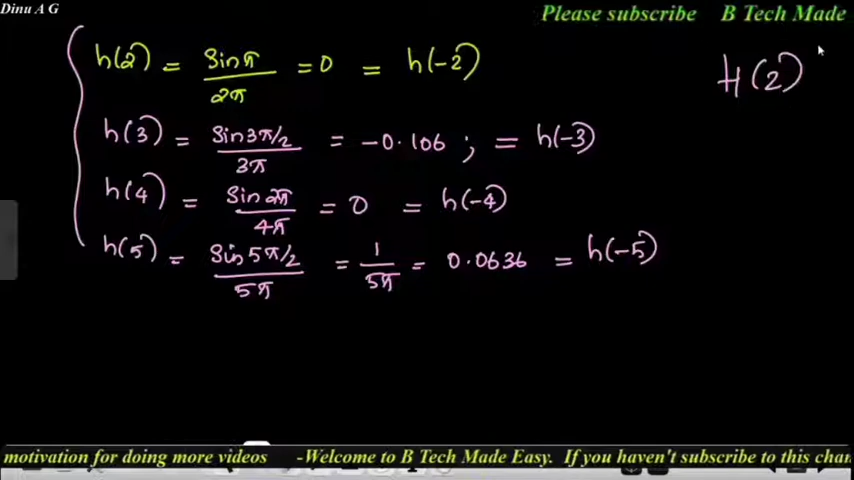 Dinu A G
Please subscribe B Tech Made
h(2) = sinπ/2π = 0 = h(-2)
H(2)
h(3) = sin3π/2/3π = -0.106 ; = h(-3)
h(4) = sin2π/4π = 0 = h(-4)
h(5) = sin5π/2/5π = 1/5π = 0.0636 = h(-5)
motivation for doing more videos -Welcome to B Tech Made Easy. If you haven't subscribe to this chan